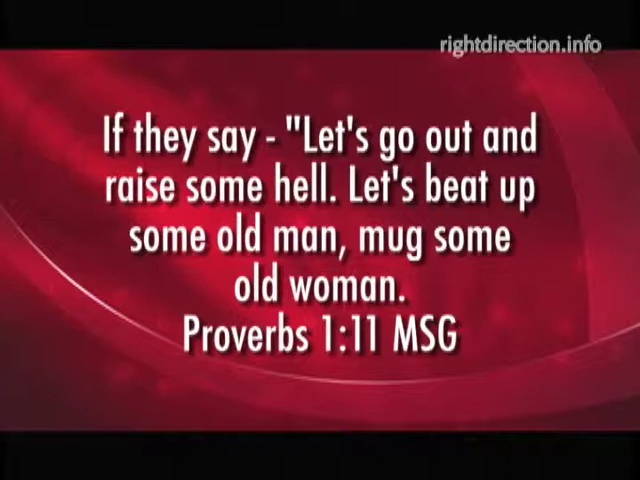 rightdirection.info
If they say - "Let's go out and
raise some hell. Let's beat up
some old man, mug some
old woman.
Proverbs 1:11 MSG